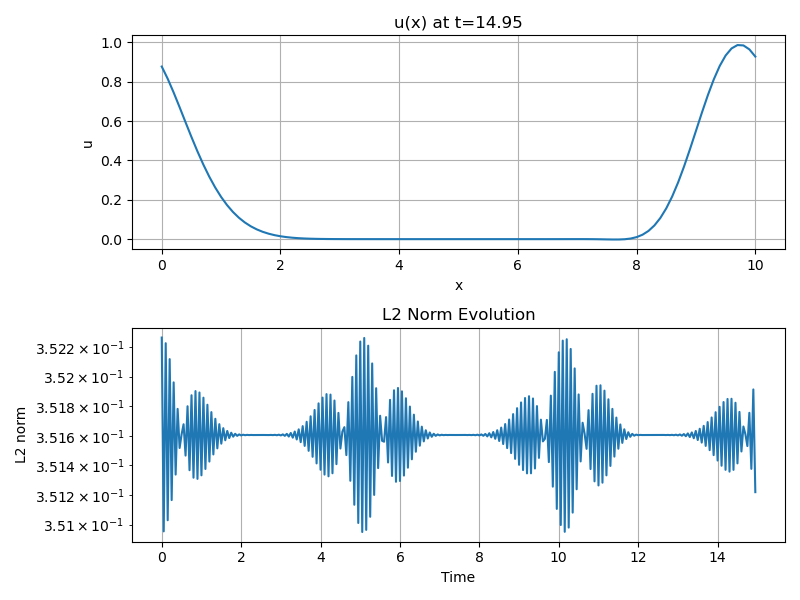 u(x) at t=14.95
1.0
0.8
0.6
0.4
0.2
0.0
u
0 2 4 6 8 10
x
L2 Norm Evolution
3.522 × 10⁻¹
3.52 × 10⁻¹
3.518 × 10⁻¹
3.516 × 10⁻¹
3.514 × 10⁻¹
3.512 × 10⁻¹
3.51 × 10⁻¹
L2 norm
0 2 4 6 8 10 12 14
Time